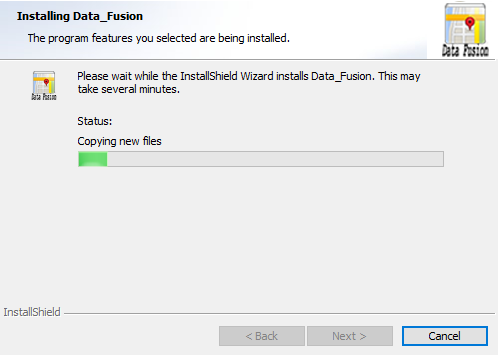 Installing Data_Fusion
The program features you selected are being installed.
Data Fusion
Please wait while the InstallShield Wizard installs Data_Fusion. This may
take several minutes.
Data Fusion
Status:
Copying new files
InstallShield
< Back
Next >
Cancel